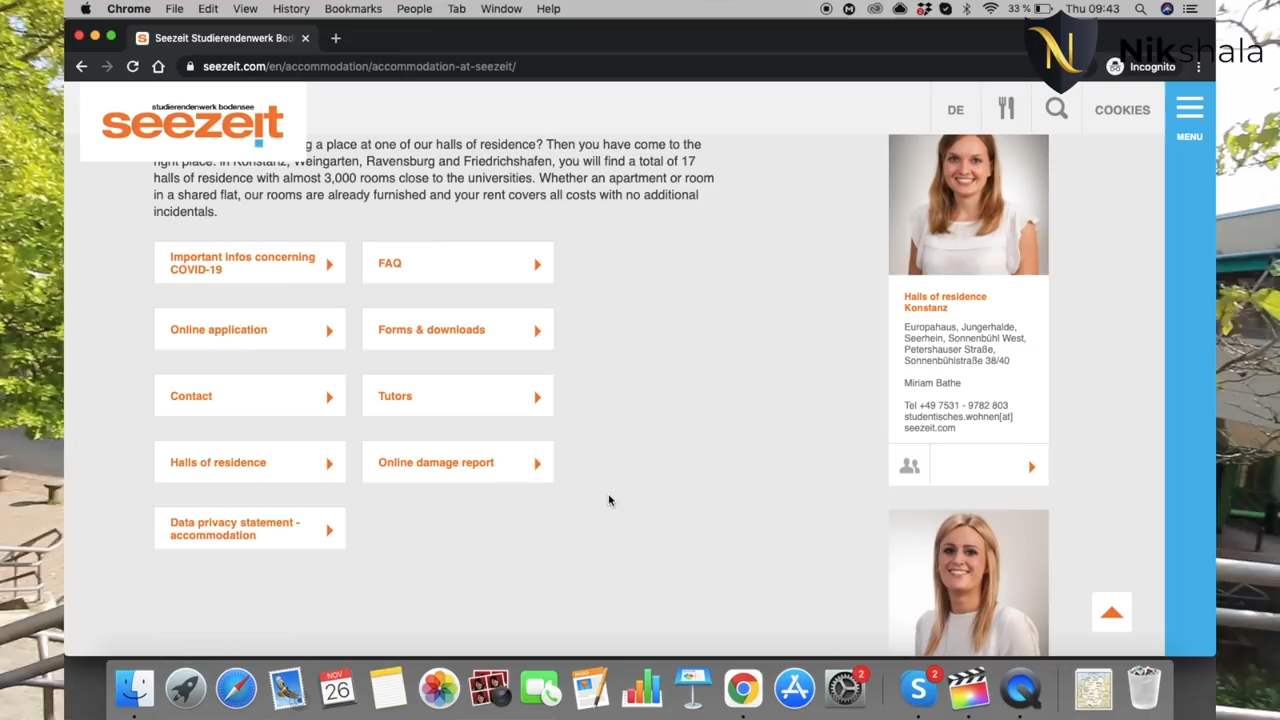 Chrome File Edit View History Bookmarks People Tab Window Help 33 % Thu 09:43
Seezeit Studierendenwerk Bod
seezeit.com/en/accommodation/accommodation-at-seezeit/
Incognito
Nikshala
studierendenwerk bodensee
seezeit
DE
COOKIES
MENU
g a place at one of our halls of residence? Then you have come to the
right place. In Konstanz, Weingarten, Ravensburg and Friedrichshafen, you will find a total of 17
halls of residence with almost 3,000 rooms close to the universities. Whether an apartment or room
in a shared flat, our rooms are already furnished and your rent covers all costs with no additional
incidentals.
Important infos concerning
COVID-19
FAQ
Online application
Forms & downloads
Contact
Tutors
Halls of residence
Online damage report
Data privacy statement -
accommodation
Halls of residence
Konstanz
Europahaus, Jungerhalde,
Seerhein, Sonnenbühl West,
Petershauser Straße,
Sonnenbühlstraße 38/40
Miriam Bathe
Tel +49 7531 - 9782 803
studentisches.wohnen[at]
seezeit.com
NOV
26
2
2